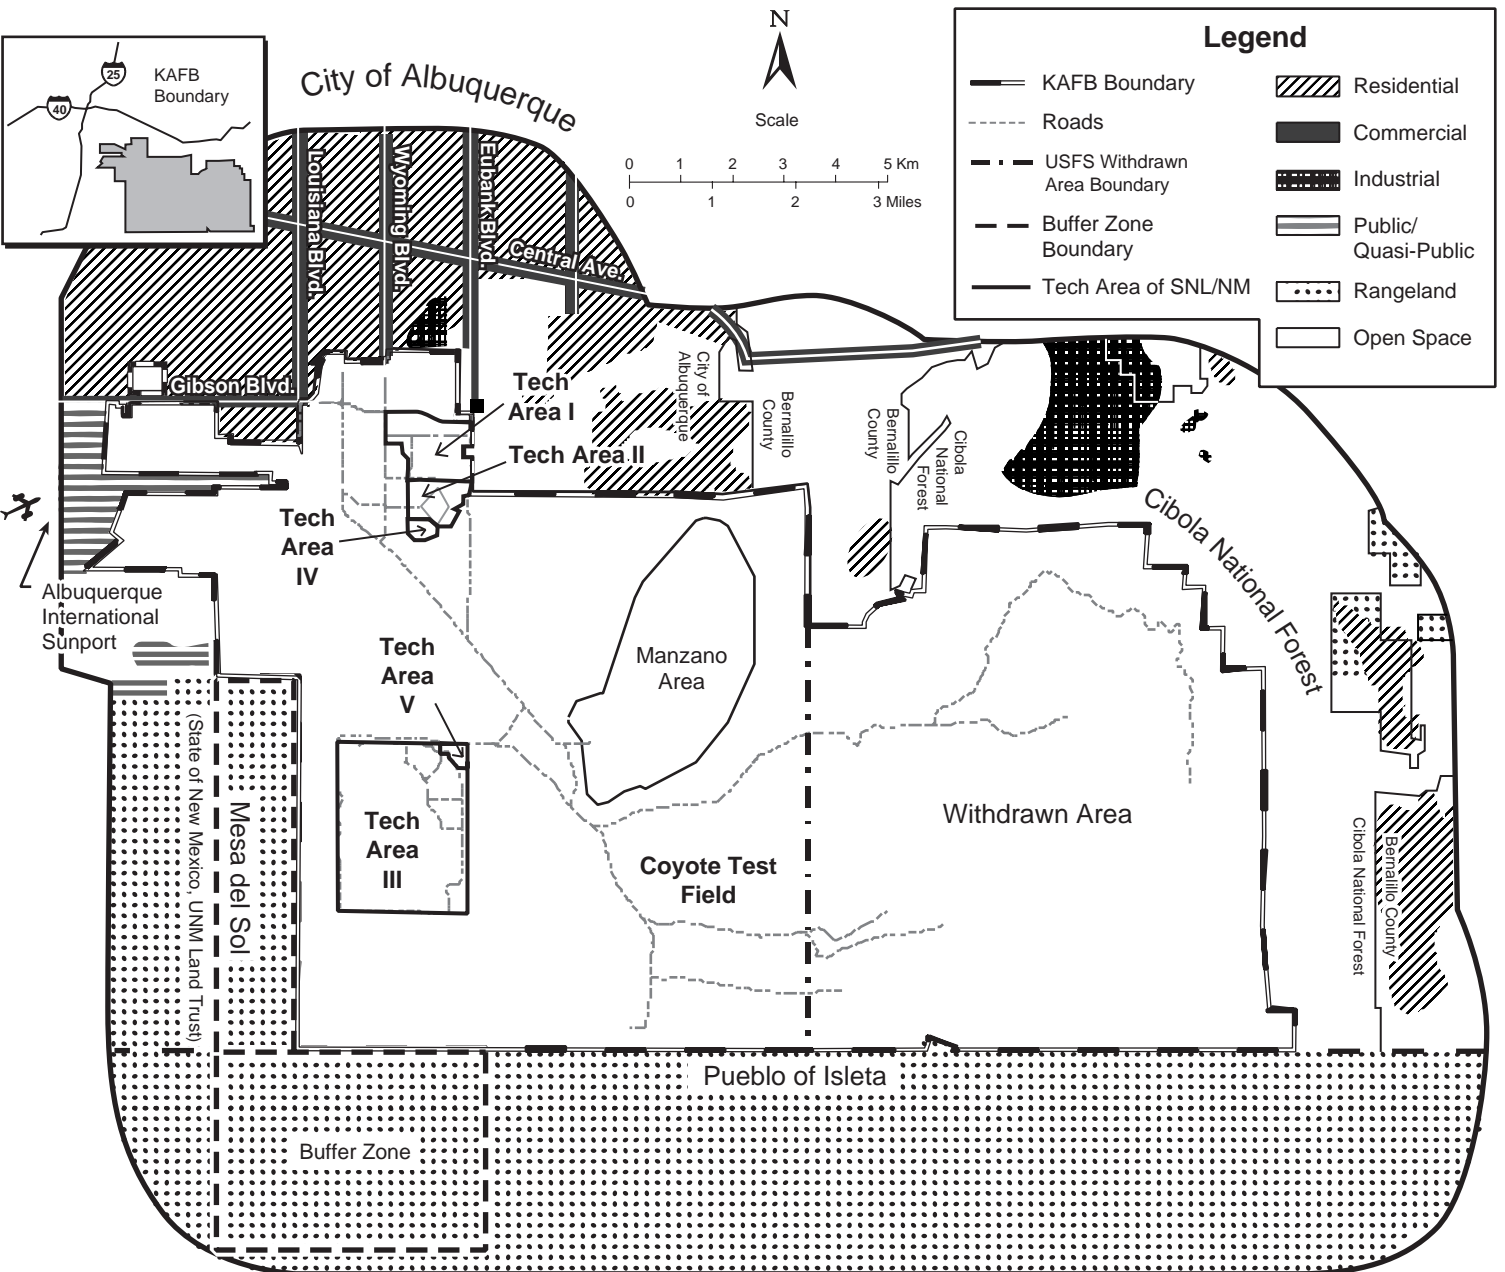 N
Scale
0 1 2 3 4 5 Km
0 1 2 3 Miles
Legend
KAFB Boundary
Roads
USFS Withdrawn
Area Boundary
Buffer Zone
Boundary
Tech Area of SNL/NM
Residential
Commercial
Industrial
Public/
Quasi-Public
Rangeland
Open Space
25
40
KAFB
Boundary
City of Albuquerque
Louisiana Blvd.
Wyoming Blvd.
Eubank Blvd.
Central Ave.
Gibson Blvd.
Tech
Area I
Tech Area II
Tech
Area
IV
City of
Albuquerque
Bernalillo
County
Bernalillo
County
Cibola
National
Forest
Cibola National Forest
Albuquerque
International
Sunport
Tech
Area
V
Manzano
Area
Tech
Area
III
Coyote Test
Field
Withdrawn Area
(State of New Mexico, UNM Land Trust)
Mesa del Sol
Cibola National Forest
Bernalillo County
Pueblo of Isleta
Buffer Zone